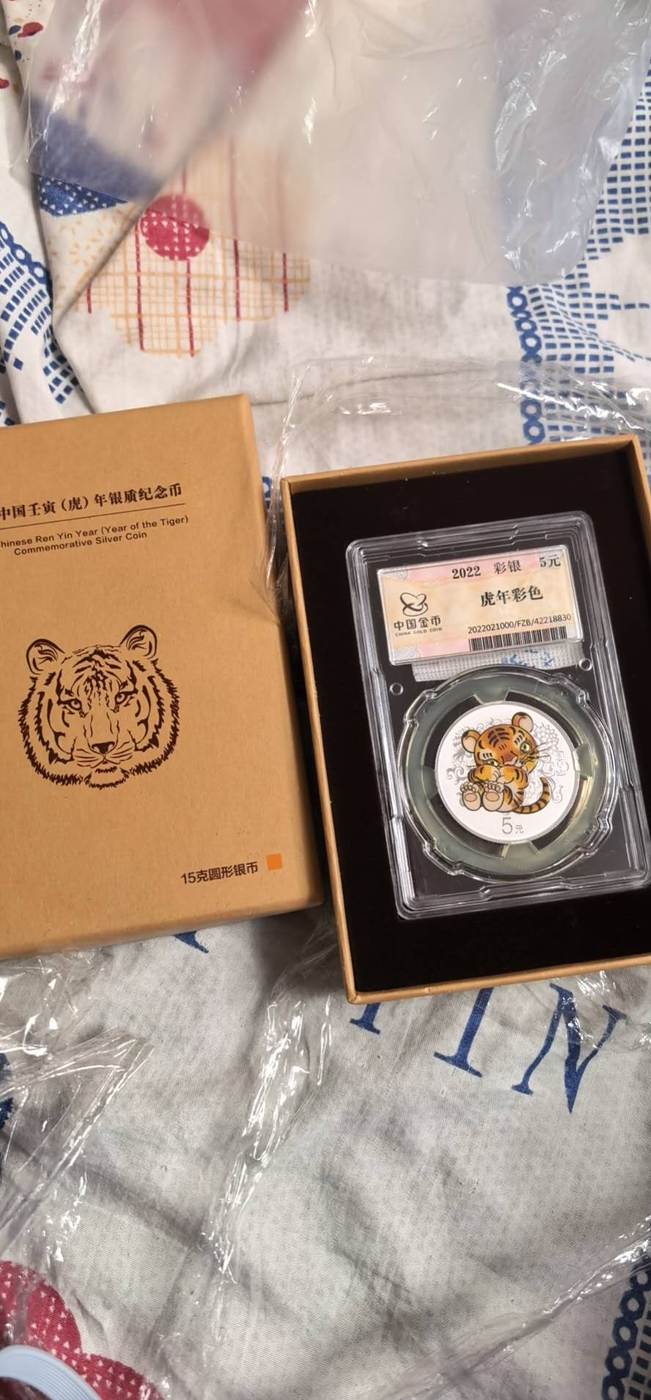 中国壬寅（虎）年银质纪念币
Chinese Ren Yin Year (Year of the Tiger)
Commemorative Silver Coin
15克圆形银币
2022 彩银 5元
虎年彩色
中国金币
CHINA GOLD COIN
2022021000/FZB/42218830
5元